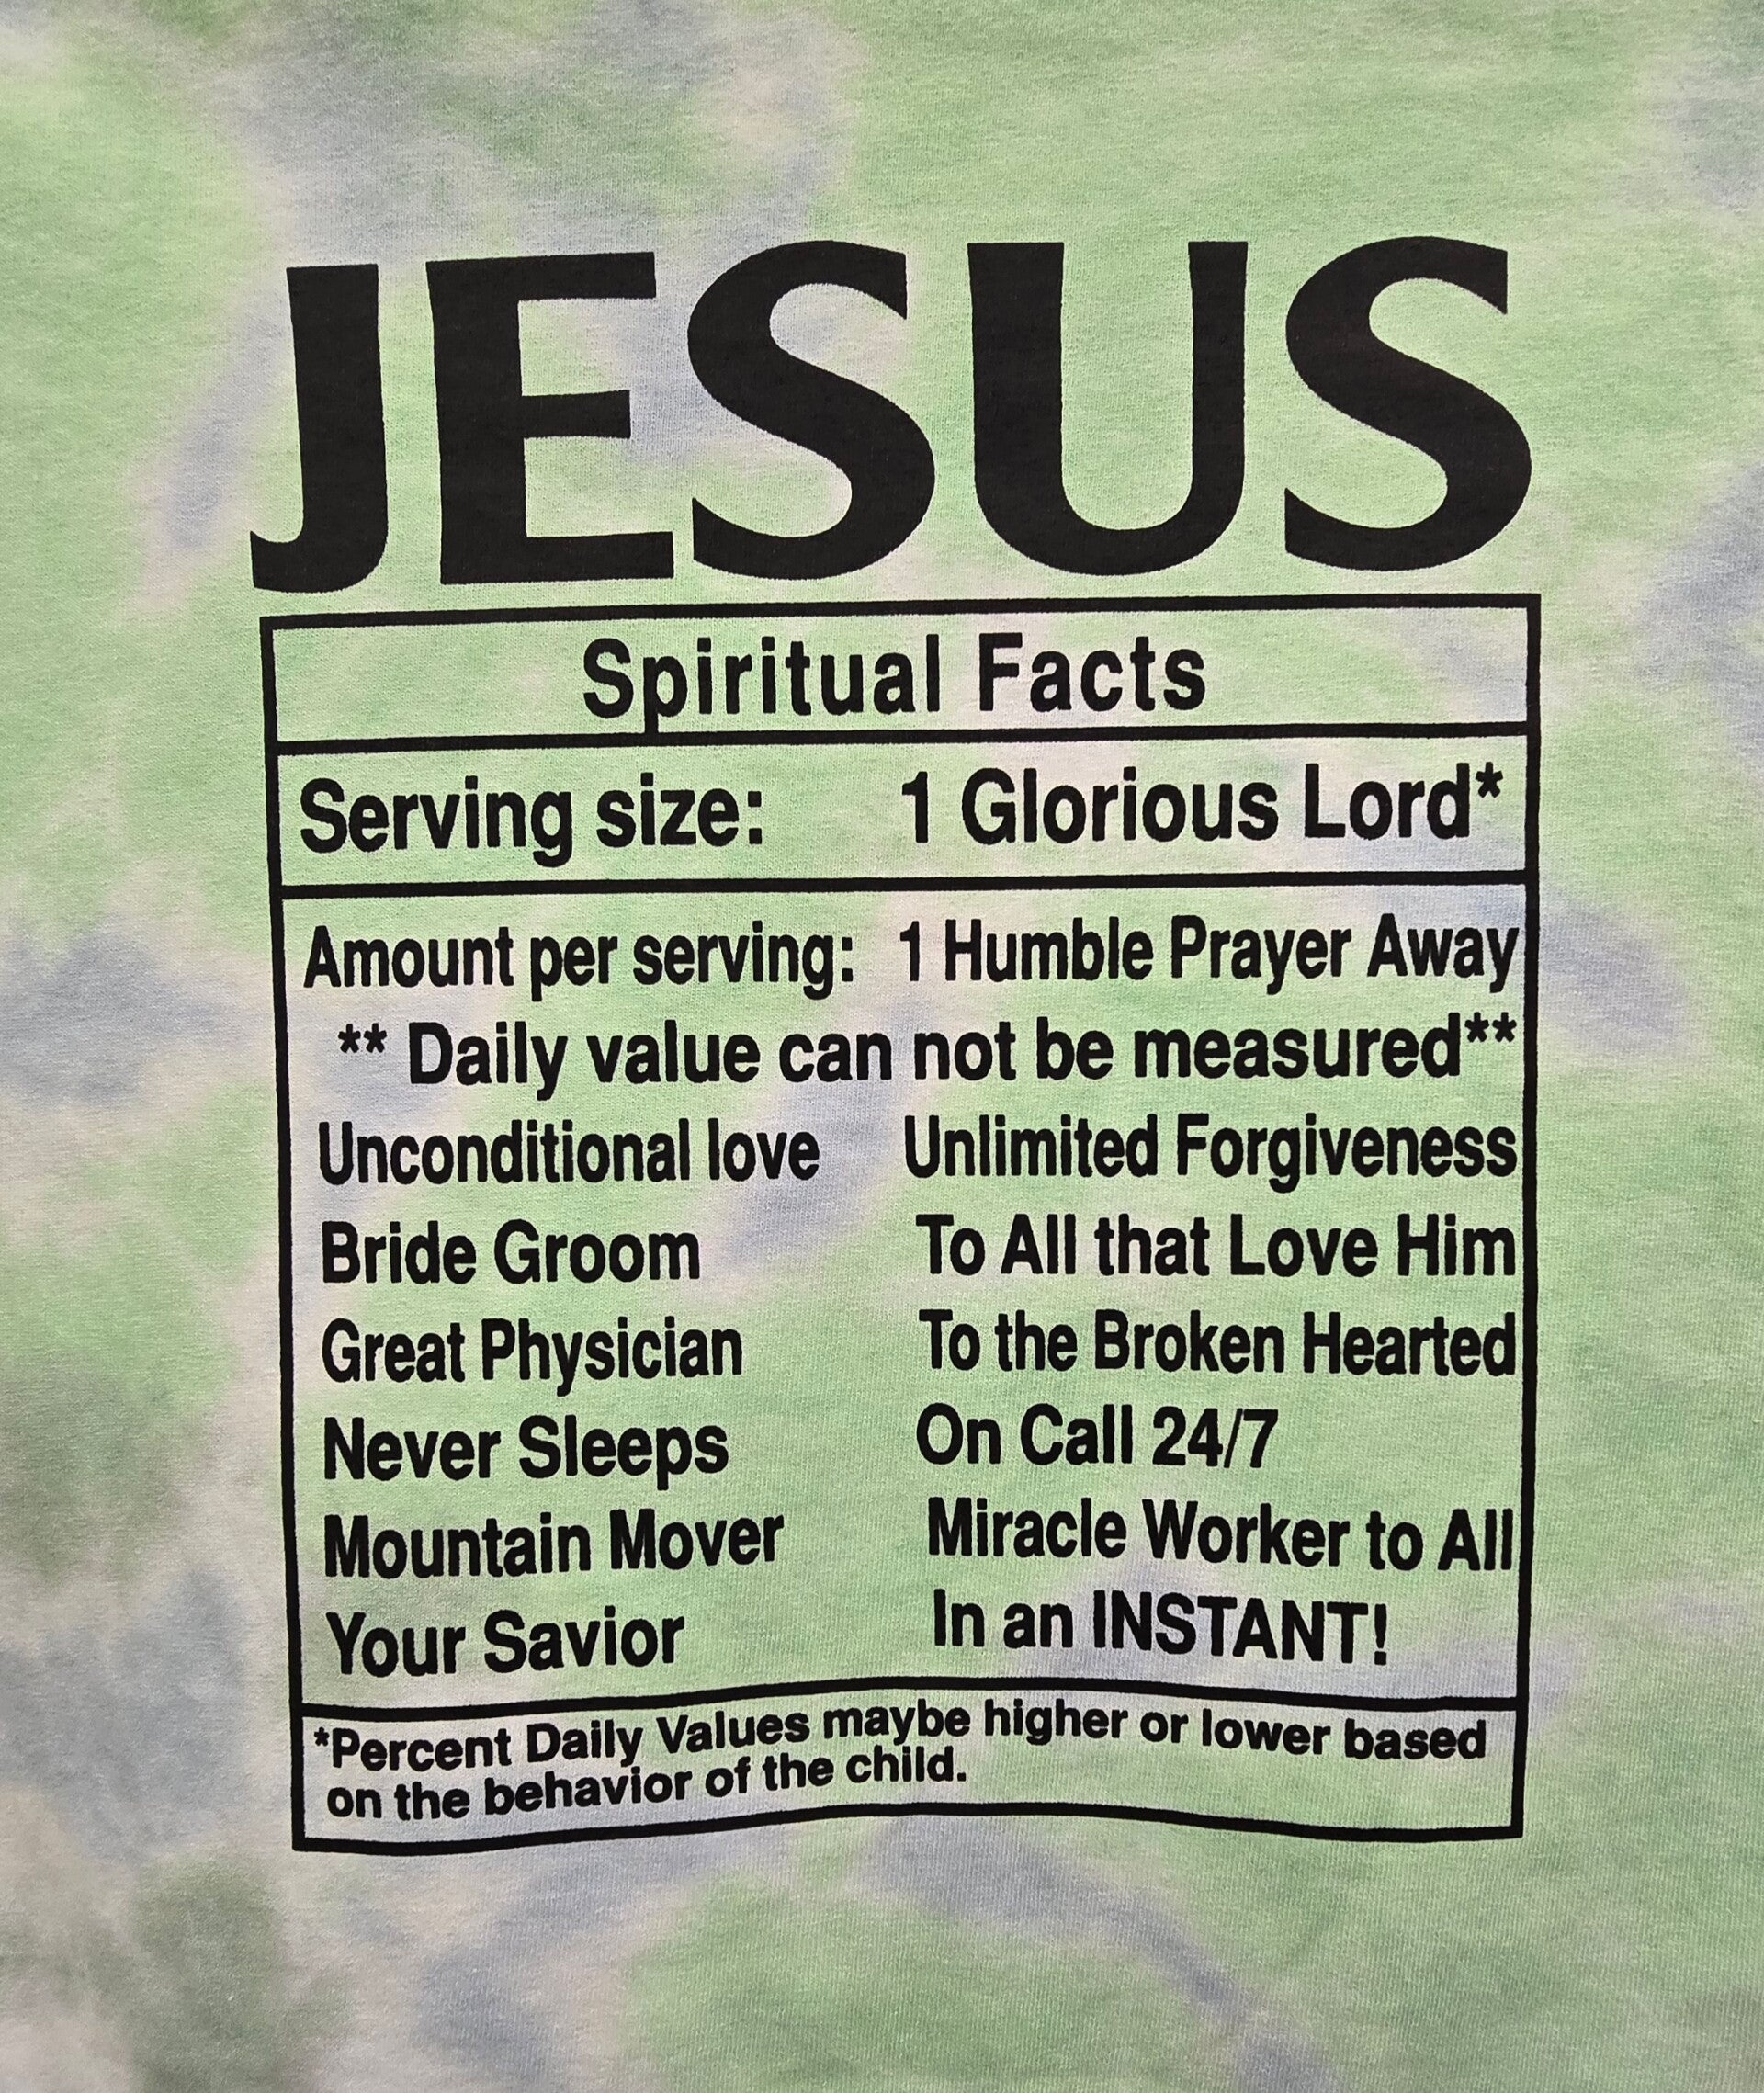 JESUS
Spiritual Facts
Serving size: 1 Glorious Lord*
Amount per serving: 1 Humble Prayer Away
** Daily value can not be measured**
Unconditional love Unlimited Forgiveness
Bride Groom To All that Love Him
Great Physician To the Broken Hearted
Never Sleeps On Call 24/7
Mountain Mover Miracle Worker to All
Your Savior In an INSTANT!
*Percent Daily Values maybe higher or lower based
on the behavior of the child.